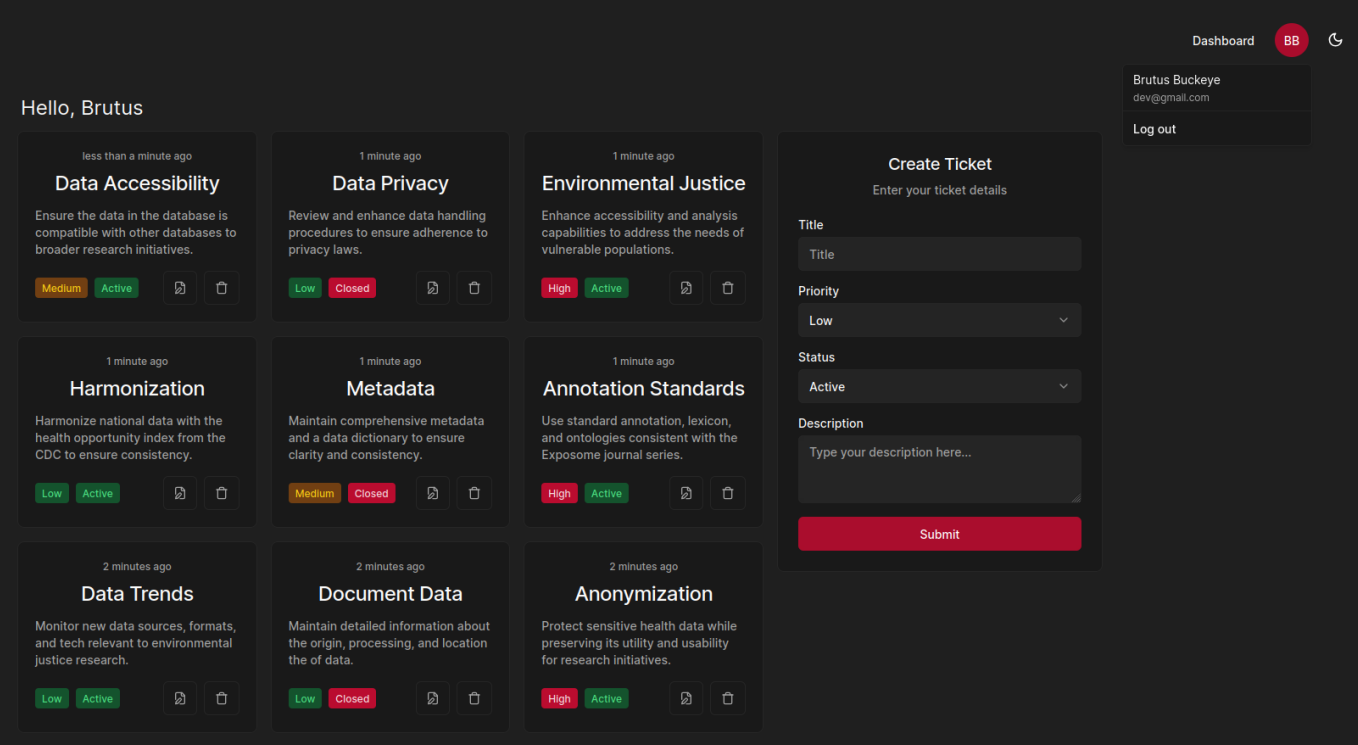 Dashboard
BB
Brutus Buckeye
dev@gmail.com
Log out
Hello, Brutus
less than a minute ago
Data Accessibility
Ensure the data in the database is
compatible with other databases to
broader research initiatives.
Medium
Active
1 minute ago
Data Privacy
Review and enhance data handling
procedures to ensure adherence to
privacy laws.
Low
Closed
1 minute ago
Environmental Justice
Enhance accessibility and analysis
capabilities to address the needs of
vulnerable populations.
High
Active
1 minute ago
Harmonization
Harmonize national data with the
health opportunity index from the
CDC to ensure consistency.
Low
Active
1 minute ago
Metadata
Maintain comprehensive metadata
and a data dictionary to ensure
clarity and consistency.
Medium
Closed
1 minute ago
Annotation Standards
Use standard annotation, lexicon,
and ontologies consistent with the
Exposome journal series.
High
Active
2 minutes ago
Data Trends
Monitor new data sources, formats,
and tech relevant to environmental
justice research.
Low
Active
2 minutes ago
Document Data
Maintain detailed information about
the origin, processing, and location
the of data.
Low
Closed
2 minutes ago
Anonymization
Protect sensitive health data while
preserving its utility and usability
for research initiatives.
High
Active
Create Ticket
Enter your ticket details
Title
Title
Priority
Low
Status
Active
Description
Type your description here...
Submit